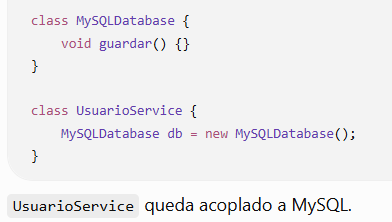 class MySQLDatabase {
    void guardar() {}
}

class UsuarioService {
    MySQLDatabase db = new MySQLDatabase();
}
UsuarioService queda acoplado a MySQL.